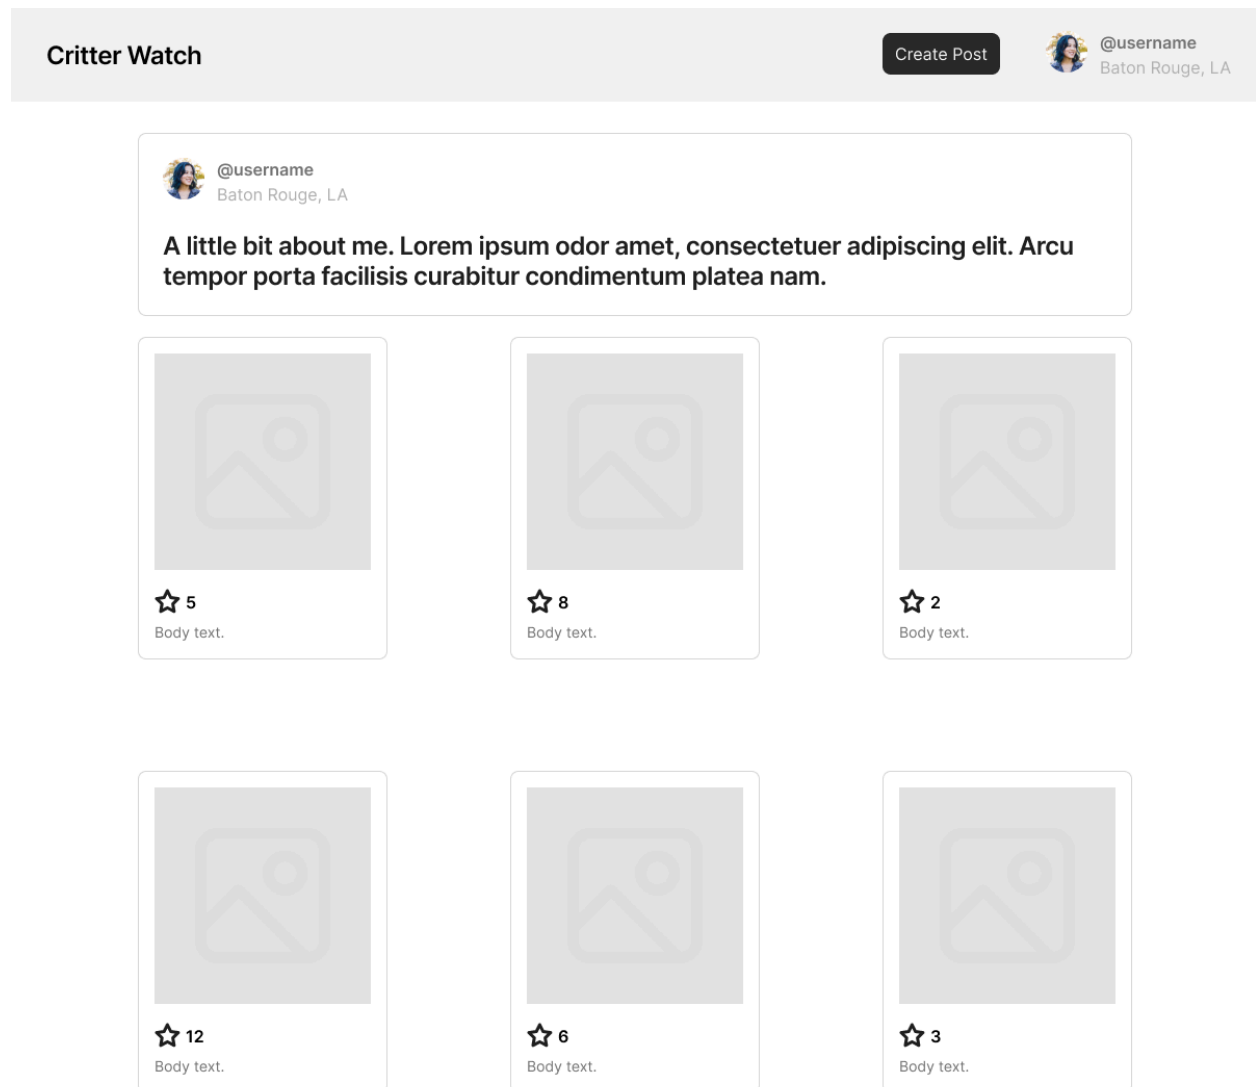 Critter Watch
Create Post
@username
Baton Rouge, LA
@username
Baton Rouge, LA
A little bit about me. Lorem ipsum odor amet, consectetuer adipiscing elit. Arcu
tempor porta facilisis curabitur condimentum platea nam.
5
Body text.
8
Body text.
2
Body text.
12
Body text.
6
Body text.
3
Body text.